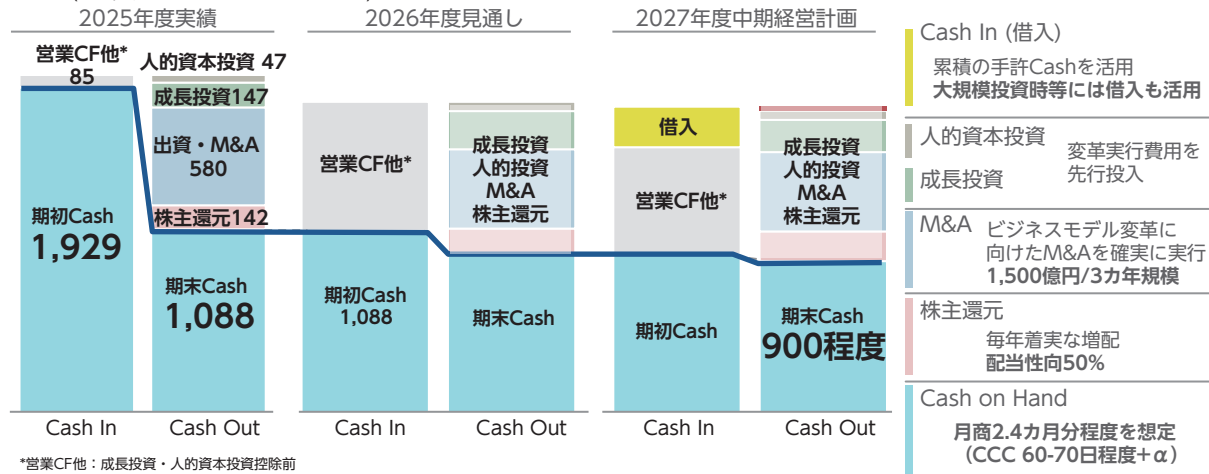 2025年度実績
2026年度見通し
2027年度中期経営計画
営業CF他*
85
期初Cash
1,929
人的資本投資 47
成長投資147
出資・M&A
580
株主還元142
期末Cash
1,088
営業CF他*
期初Cash
1,088
成長投資
人的投資
M&A
株主還元
期末Cash
借入
営業CF他*
期初Cash
成長投資
人的投資
M&A
株主還元
期末Cash
900程度
Cash In
Cash Out
Cash In
Cash Out
Cash In
Cash Out
*営業CF他：成長投資・人的資本投資控除前
Cash In (借入)
累積の手許Cashを活用
大規模投資時等には借入も活用
人的資本投資
成長投資
変革実行費用を
先行投入
M&A
ビジネスモデル変革に
向けたM&Aを確実に実行
1,500億円/3カ年規模
株主還元
毎年着実な増配
配当性向50%
Cash on Hand
月商2.4カ月分程度を想定
（CCC 60-70日程度+α）